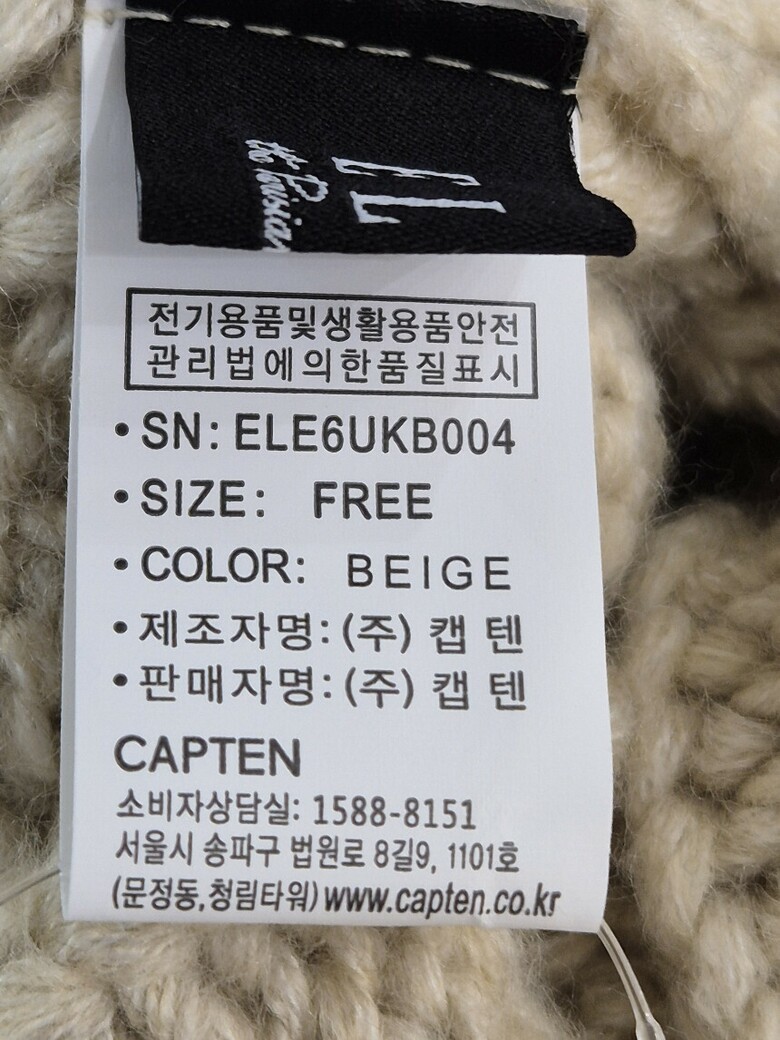 EL
the Parisian
전기용품및생활용품안전
관리법에의한품질표시
•SN: ELE6UKB004
•SIZE: FREE
•COLOR: BEIGE
•제조자명: (주) 캡텐
•판매자명: (주) 캡텐
CAPTEN
소비자상담실: 1588-8151
서울시 송파구 법원로 8길9, 1101호
(문정동,청림타워) www.capten.co.kr